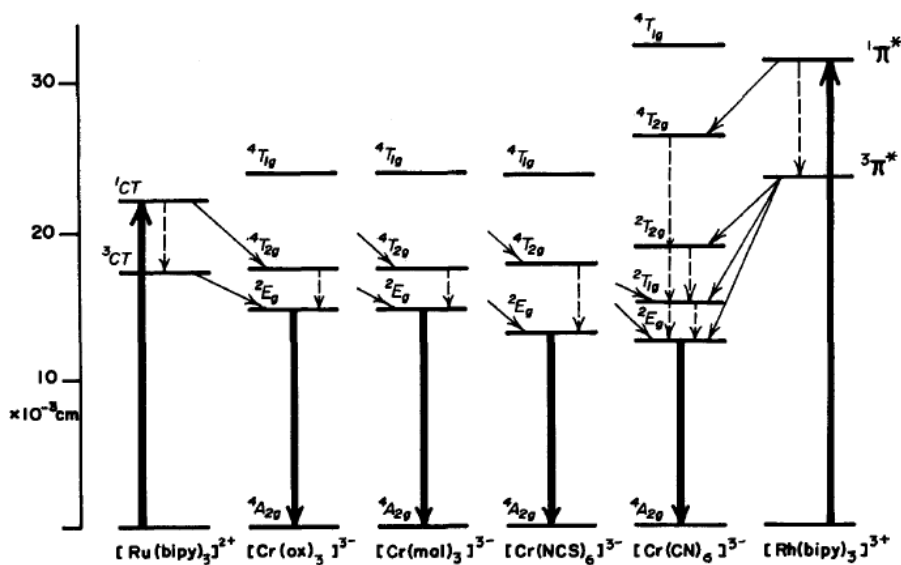 30
20
10
×10⁻³cm
¹CT
³CT
[Ru(bipy)₃]²⁺
⁴T₁g
⁴T₂g
²Eg
⁴A₂g
[Cr(ox)₃]³⁻
⁴T₁g
⁴T₂g
²Eg
⁴A₂g
[Cr(mal)₃]³⁻
⁴T₁g
⁴T₂g
²Eg
⁴A₂g
[Cr(NCS)₆]³⁻
⁴T₁g
⁴T₂g
²T₂g
²T₁g
²Eg
⁴A₂g
[Cr(CN)₆]³⁻
¹π*
³π*
[Rh(bipy)₃]³⁺